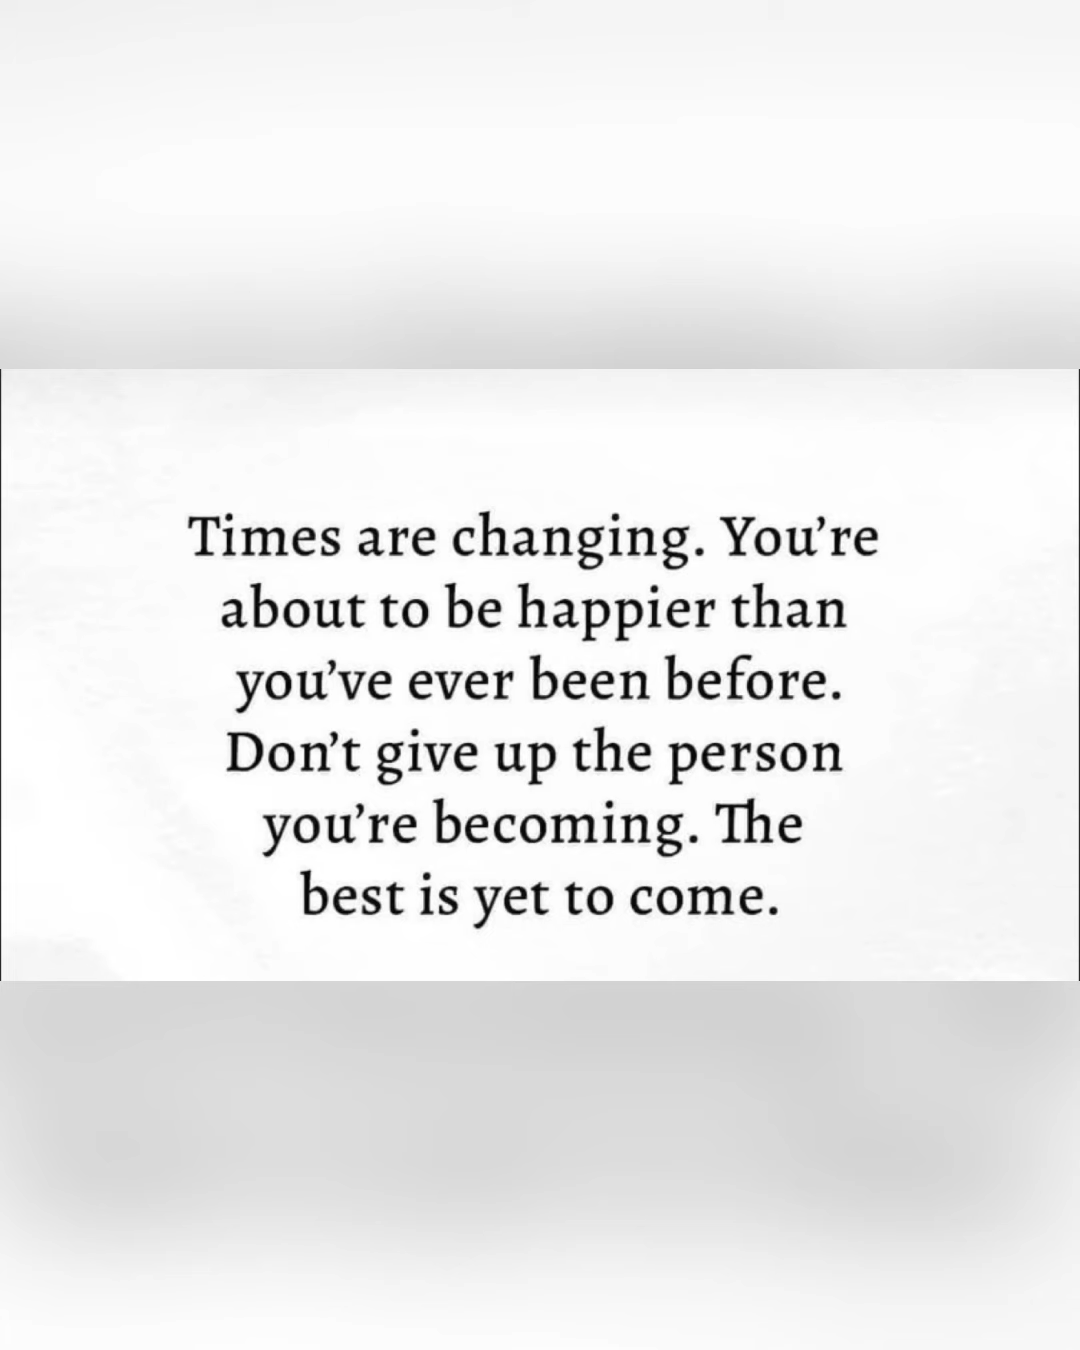 Times are changing. You’re
about to be happier than
you’ve ever been before.
Don’t give up the person
you’re becoming. The
best is yet to come.